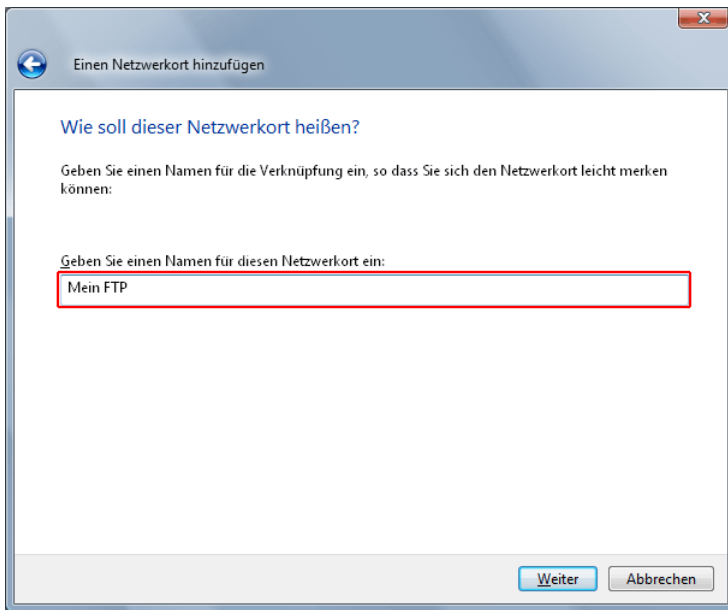 Einen Netzwerkort hinzufügen
Wie soll dieser Netzwerkort heißen?
Geben Sie einen Namen für die Verknüpfung ein, so dass Sie sich den Netzwerkort leicht merken
können:
Geben Sie einen Namen für diesen Netzwerkort ein:
Mein FTP
Weiter
Abbrechen